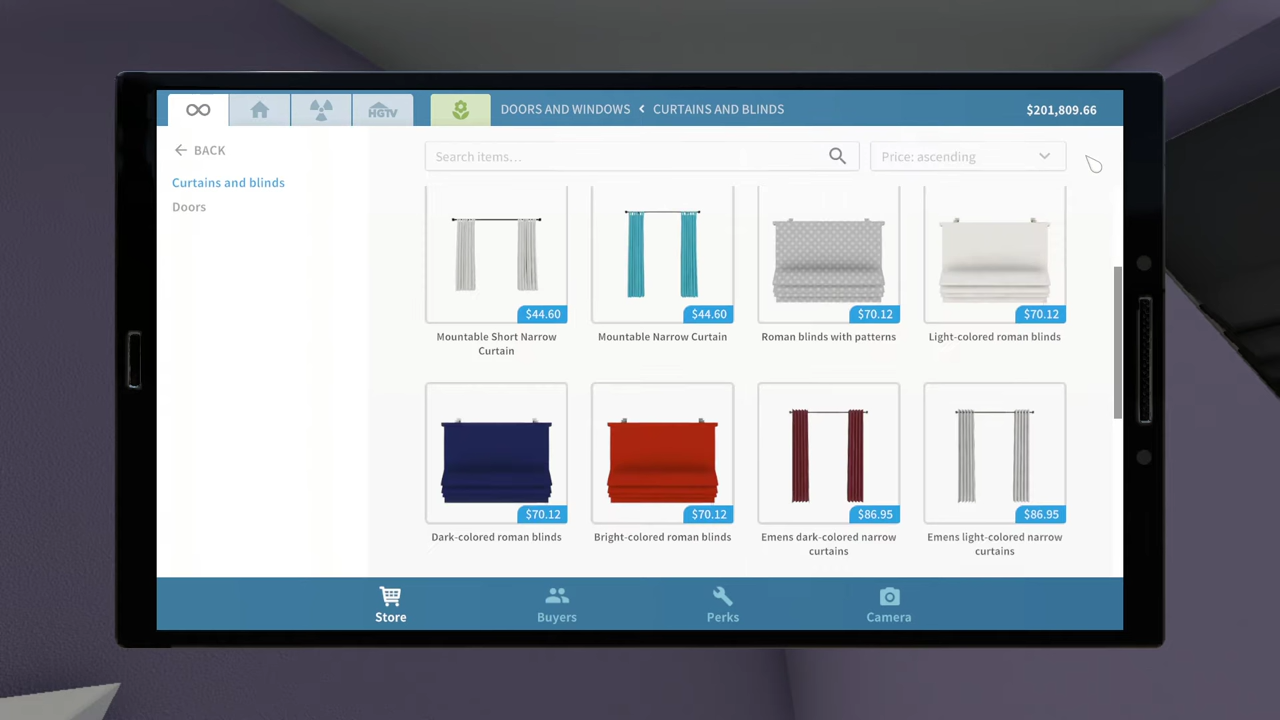 HGTV
DOORS AND WINDOWS
CURTAINS AND BLINDS
$201,809.66
BACK
Search items...
Price: ascending
Curtains and blinds
Doors
$44.60
$44.60
$70.12
$70.12
Mountable Short Narrow
Curtain
Mountable Narrow Curtain
Roman blinds with patterns
Light-colored roman blinds
$70.12
$70.12
$86.95
$86.95
Dark-colored roman blinds
Bright-colored roman blinds
Emens dark-colored narrow
curtains
Emens light-colored narrow
curtains
Store
Buyers
Perks
Camera